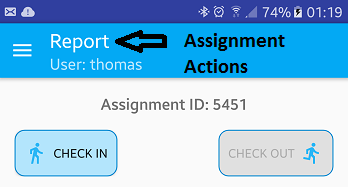 74% 01:19
Report Assignment
User: thomas Actions
Assignment ID: 5451
CHECK IN CHECK OUT